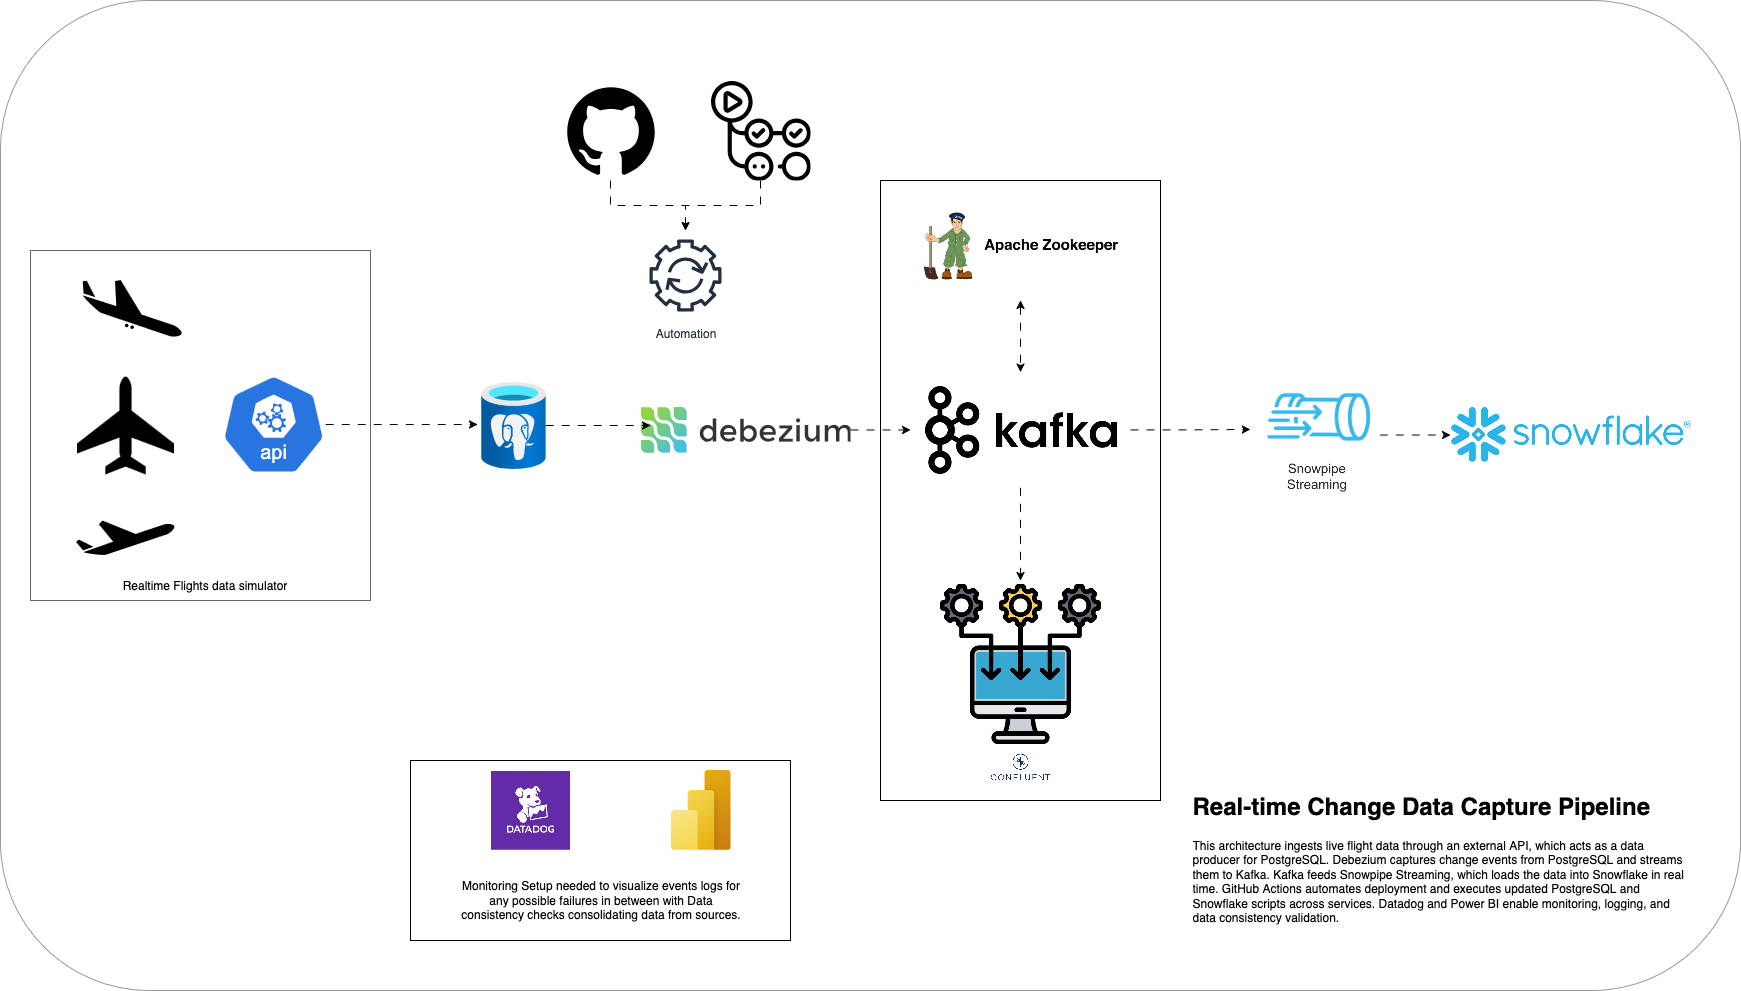 Automation
Apache Zookeeper
api
debezium
kafka
Snowpipe
Streaming
snowflake®
Realtime Flights data simulator
CONFLUENT
DATADOG
Monitoring Setup needed to visualize events logs for
any possible failures in between with Data
consistency checks consolidating data from sources.
Real-time Change Data Capture Pipeline
This architecture ingests live flight data through an external API, which acts as a data
producer for PostgreSQL. Debezium captures change events from PostgreSQL and streams
them to Kafka. Kafka feeds Snowpipe Streaming, which loads the data into Snowflake in real
time. GitHub Actions automates deployment and executes updated PostgreSQL and
Snowflake scripts across services. Datadog and Power BI enable monitoring, logging, and
data consistency validation.